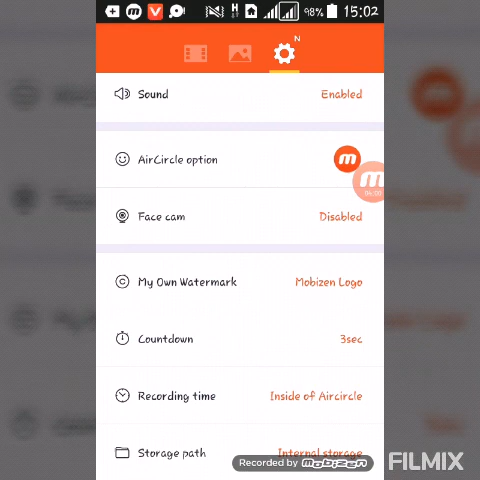 98% 15:02
N
Sound Enabled
AirCircle option m
m
Face cam Disabled
My Own Watermark Mobizen Logo
Countdown 3sec
Recording time Inside of Aircircle
Storage path Internal storage
Recorded by mobizen
FILMIX